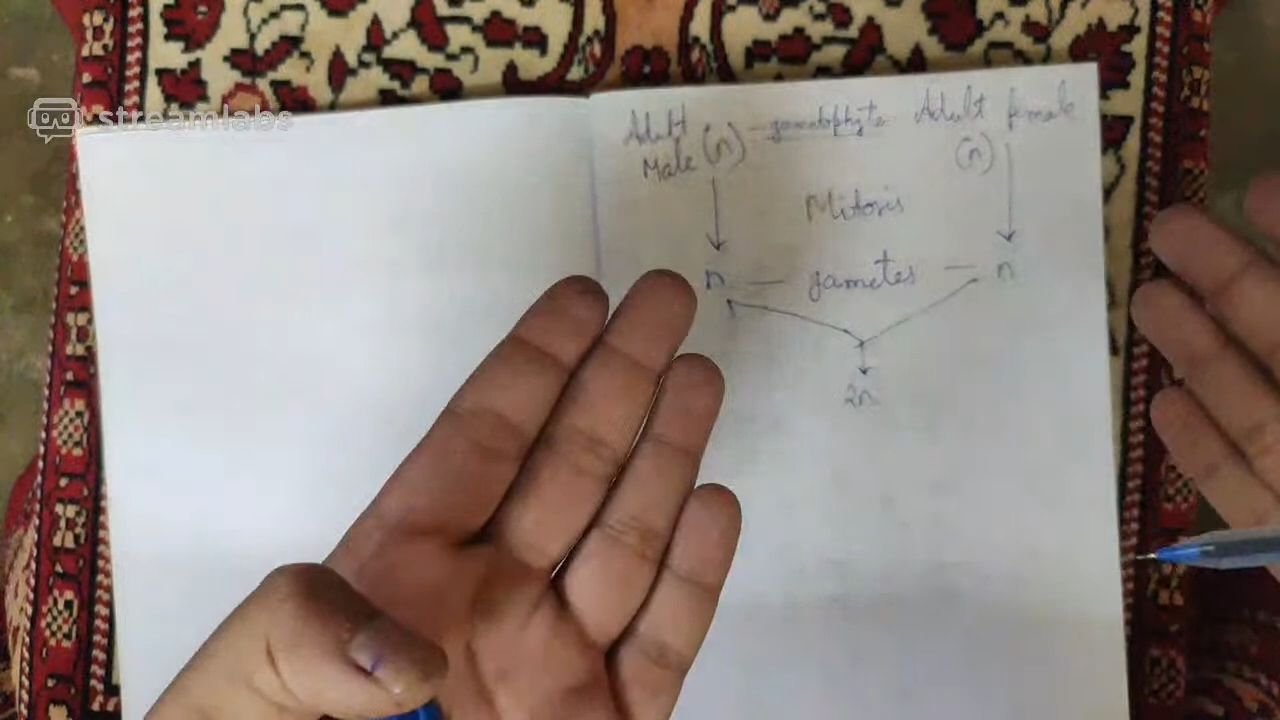 streamlabs
Adult Male (n) — gametophyte Adult female (n)
Mitosis
n — gametes — n
2n